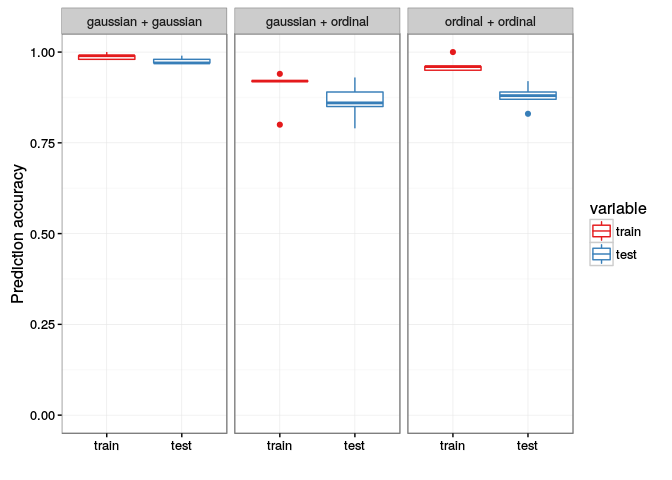 gaussian + gaussian
gaussian + ordinal
ordinal + ordinal
Prediction accuracy
1.00
0.75
0.50
0.25
0.00
train
test
train
test
train
test
variable
train
test